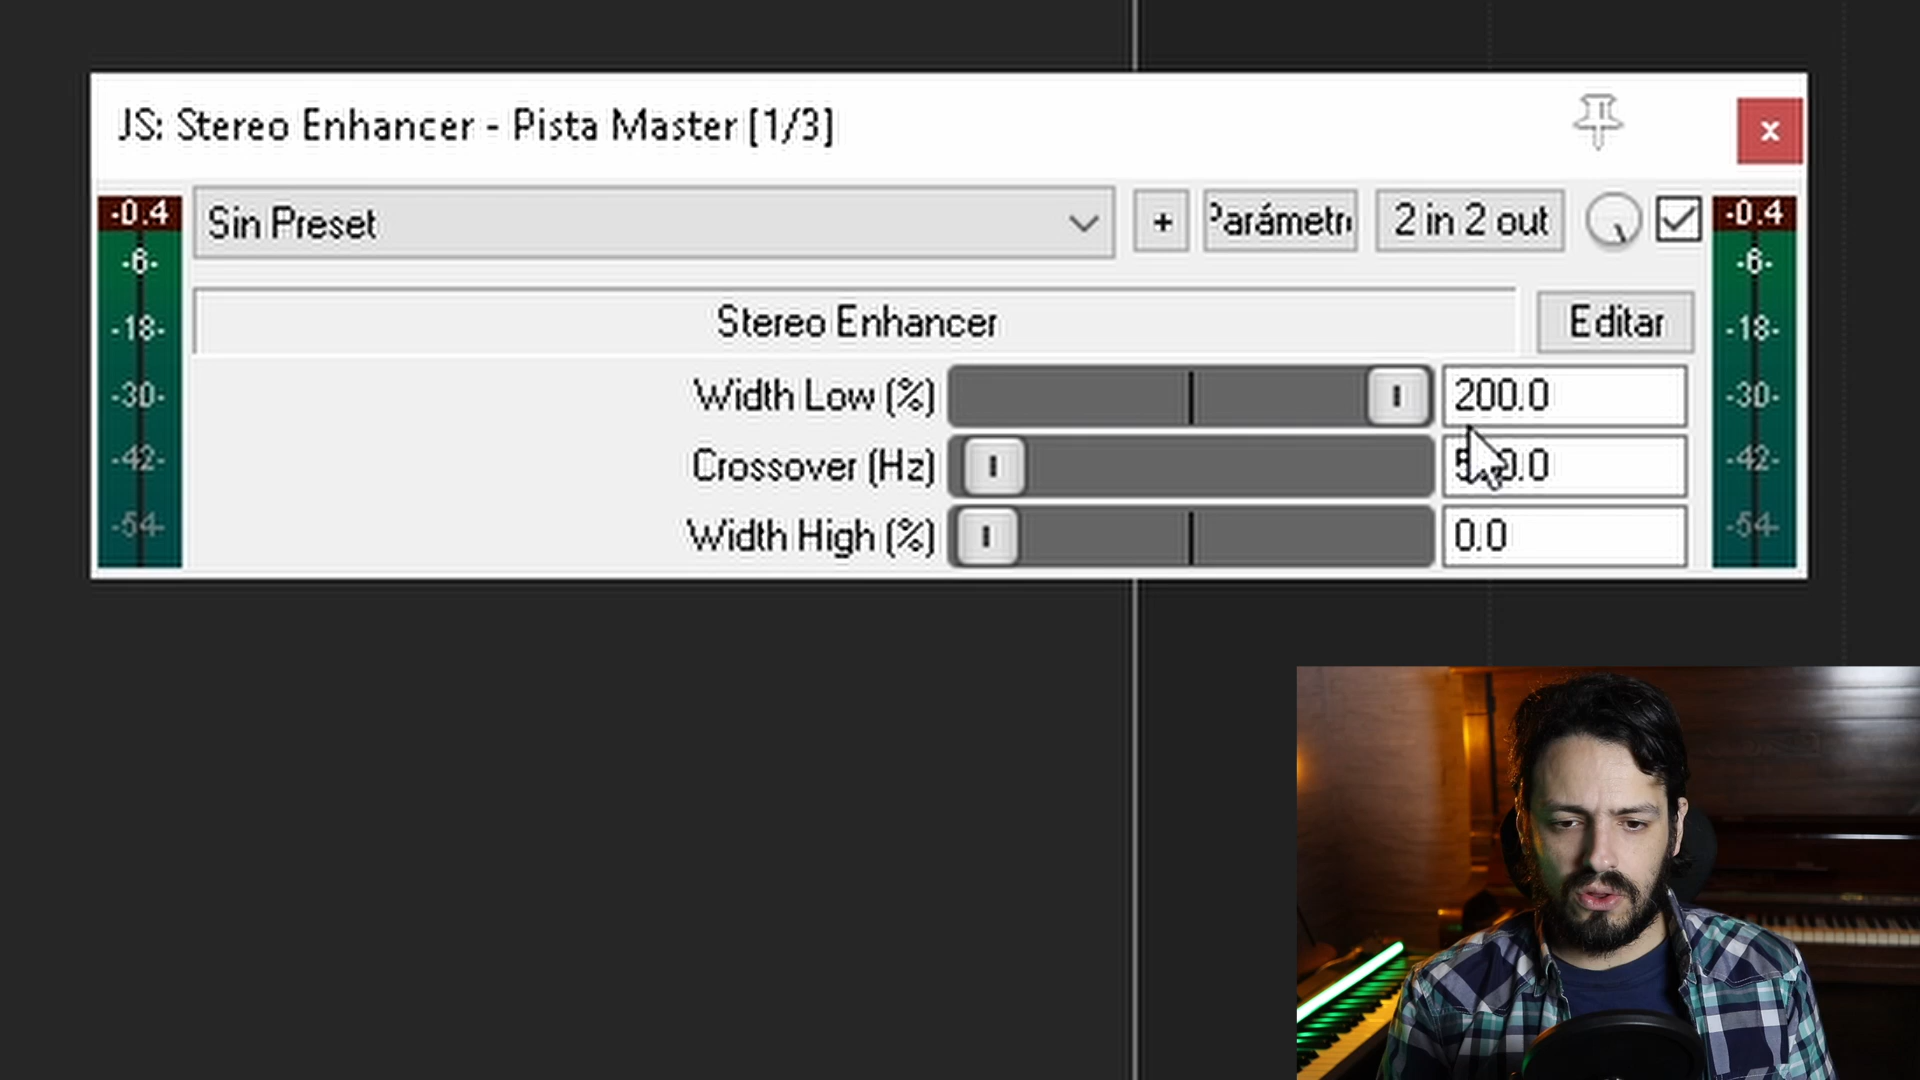 JS: Stereo Enhancer - Pista Master [1/3]
x
-0.4
Sin Preset
+
2 in 2 out
-0.4
-6-
-18-
-30-
-42-
-54-
Stereo Enhancer
Editar
Width Low (%)
200.0
Crossover (Hz)
Width High (%)
0.0
-6-
-18-
-30-
-42-
-54-